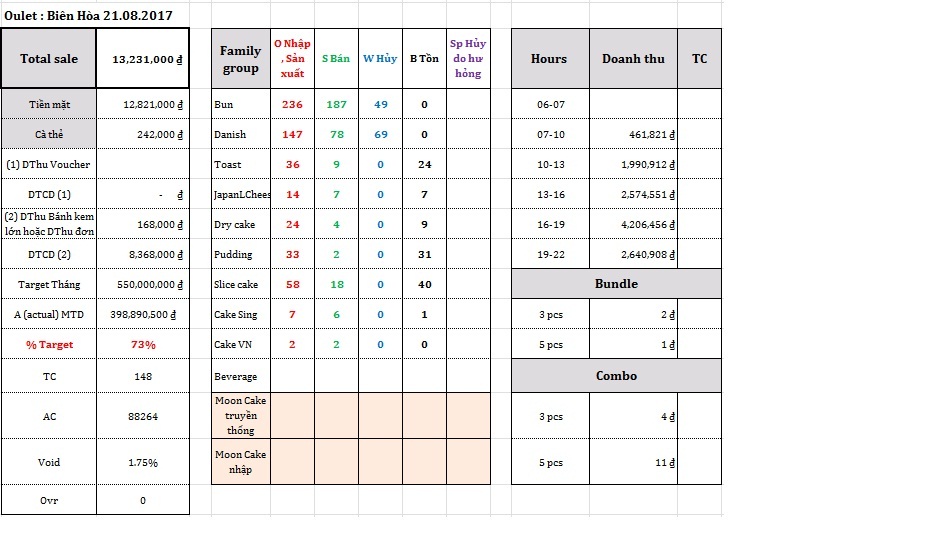 Oulet : Biên Hòa 21.08.2017
Total sale 13,231,000 ₫
Tiền mặt 12,821,000 ₫
Cà thẻ 242,000 ₫
(1) DThu Voucher
DTCD (1) - ₫
(2) DThu Bánh kem
lớn hoặc DThu đơn 168,000 ₫
DTCD (2) 8,368,000 ₫
Target Tháng 550,000,000 ₫
A (actual) MTD 398,890,500 ₫
% Target 73%
TC 148
AC 88264
Void 1.75%
Ovr 0
Family
group
O Nhập
, Sản
xuất
S Bán
W Hủy
B Tồn
Sp Hủy
do hư
hỏng
Bun 236 187 49 0
Danish 147 78 69 0
Toast 36 9 0 24
JapanLChees 14 7 0 7
Dry cake 24 4 0 9
Pudding 33 2 0 31
Slice cake 58 18 0 40
Cake Sing 7 6 0 1
Cake VN 2 2 0 0
Beverage
Moon Cake
truyền
thống
Moon Cake
nhập
Hours Doanh thu TC
06-07
07-10 461,821 ₫
10-13 1,990,912 ₫
13-16 2,574,551 ₫
16-19 4,206,456 ₫
19-22 2,640,908 ₫
Bundle
3 pcs 2 ₫
5 pcs 1 ₫
Combo
3 pcs 4 ₫
5 pcs 11 ₫